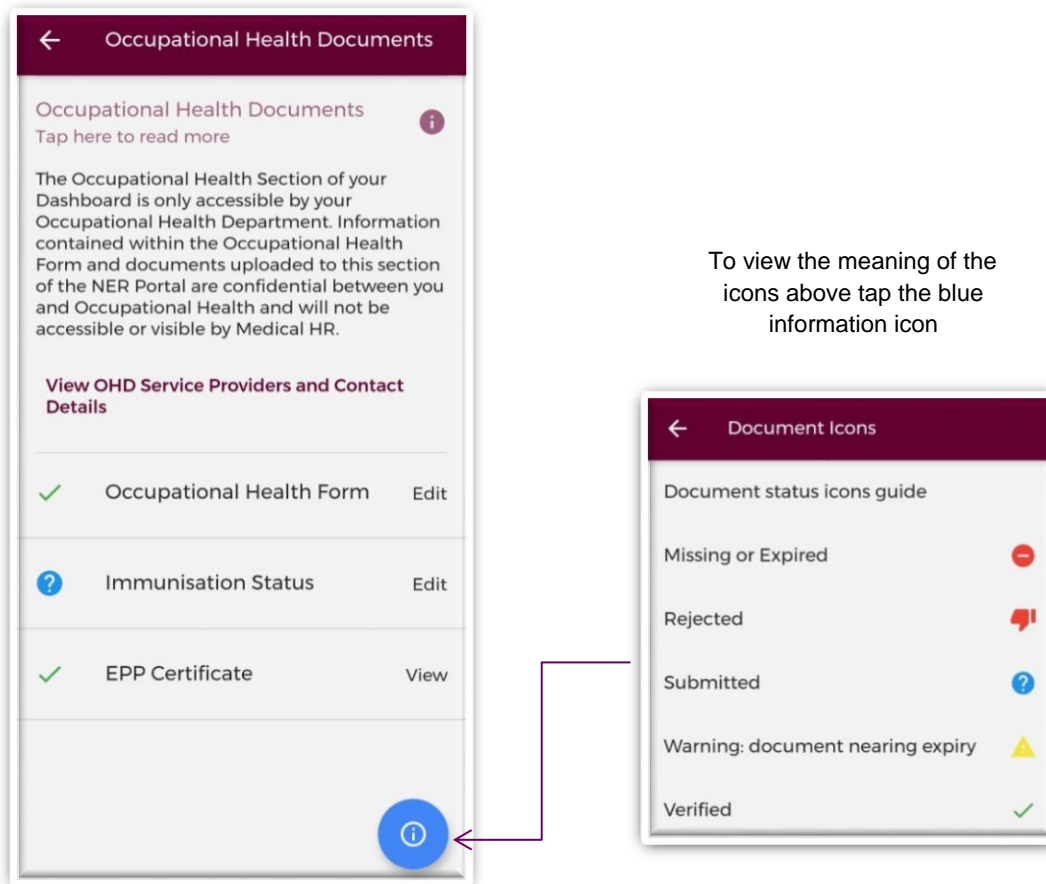 Occupational Health Documents
Occupational Health Documents
Tap here to read more
The Occupational Health Section of your
Dashboard is only accessible by your
Occupational Health Department. Information
contained within the Occupational Health
Form and documents uploaded to this section
of the NER Portal are confidential between you
and Occupational Health and will not be
accessible or visible by Medical HR.
View OHD Service Providers and Contact
Details
Occupational Health Form Edit
Immunisation Status Edit
EPP Certificate View
To view the meaning of the
icons above tap the blue
information icon
Document Icons
Document status icons guide
Missing or Expired
Rejected
Submitted
Warning: document nearing expiry
Verified